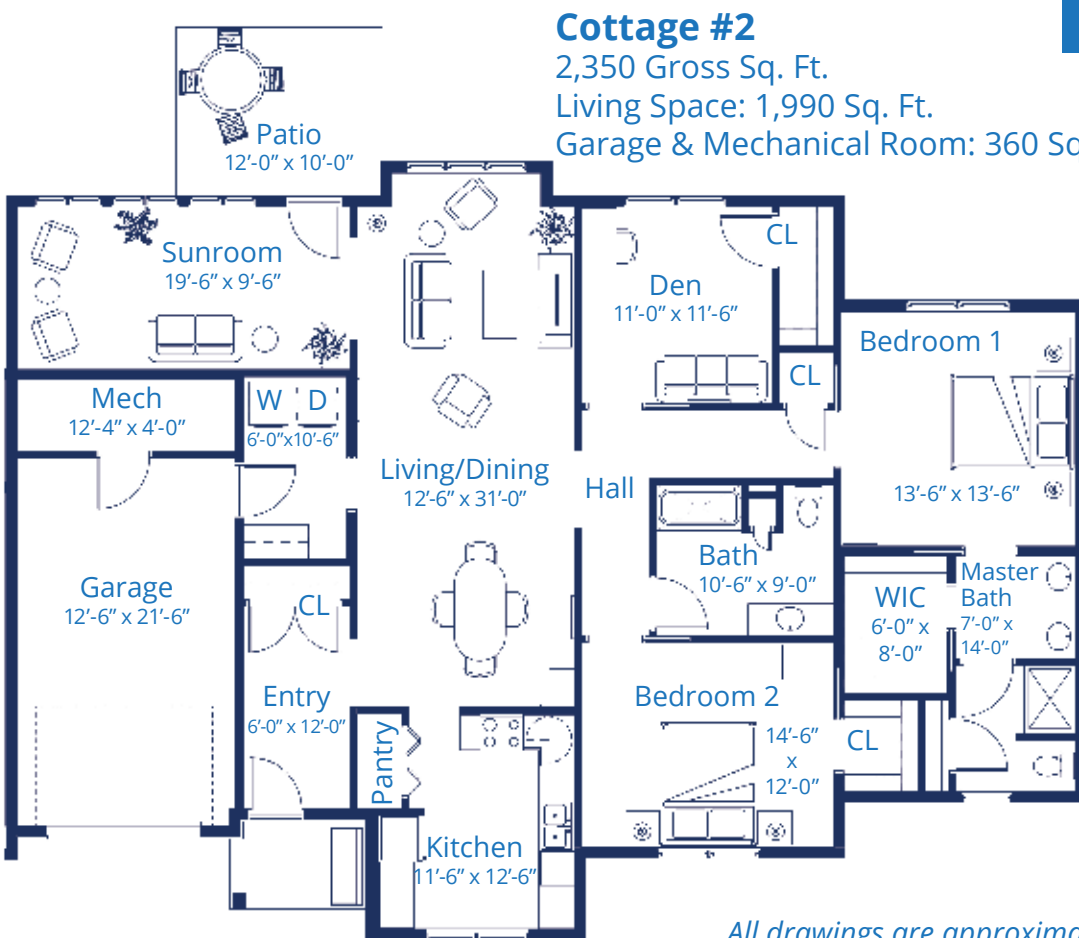 Cottage #2
2,350 Gross Sq. Ft.
Living Space: 1,990 Sq. Ft.
Garage & Mechanical Room: 360
Patio
12’-0” x 10’-0”
Sunroom
19’-6” x 9’-6”
CL
Den
11’-0” x 11’-6”
Bedroom 1
13’-6” x 13’-6”
CL
Mech
12’-4” x 4’-0”
W D
6’-0”x10’-6”
Living/Dining
12’-6” x 31’-0”
Hall
Bath
10’-6” x 9’-0”
Garage
12’-6” x 21’-6”
CL
WIC
6’-0” x
8’-0”
Master
Bath
7’-0” x
14’-0”
Entry
6’-0” x 12’-0”
Pantry
Bedroom 2
14’-6”
x
12’-0”
CL
Kitchen
11’-6” x 12’-6”
All drawings are